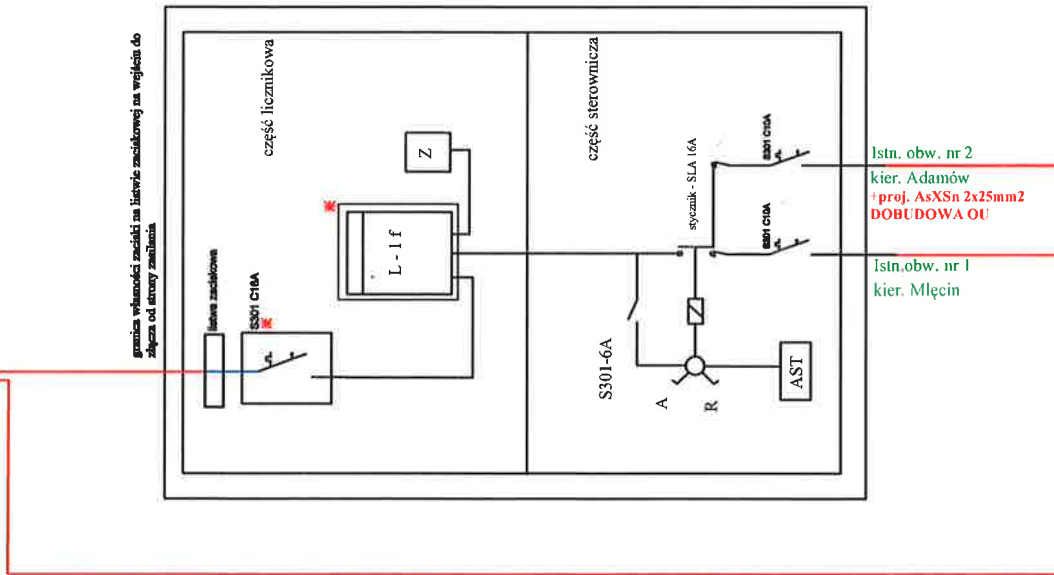 granica własności zaciski na listwie zaciskowej na wejściu do
złącza od strony zasilania
listwa zaciskowa
S301 C16A
część licznikowa
Z
L - 1 f
część sterownicza
stycznik - SLA 16A
S301 C10A
S301 C10A
S301-6A
A
R
Z
AST
Istn. obw. nr 2
kier. Adamów
+proj. AsXSn 2x25mm2
DOBUDOWA OU
Istn.obw. nr 1
kier. Mlęcin